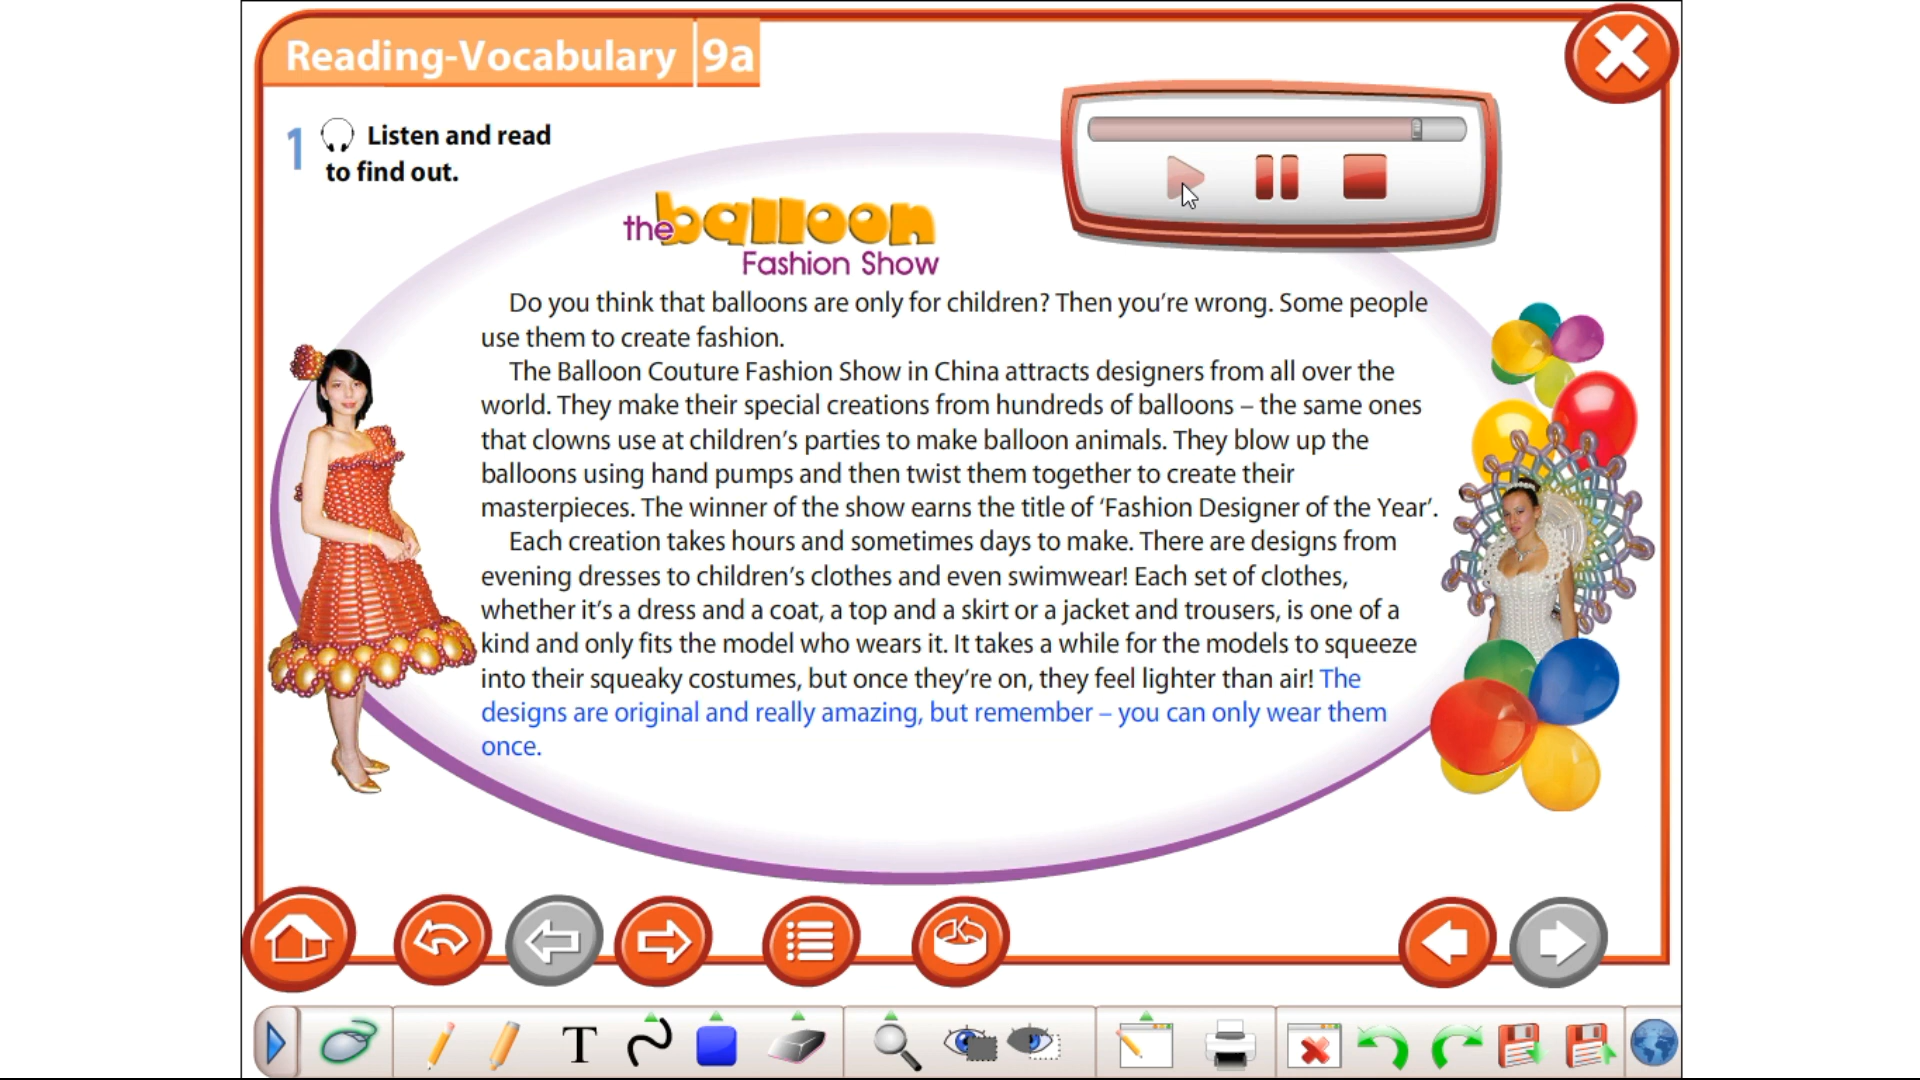 Reading-Vocabulary 9a
1 Listen and read
to find out.
the balloon
Fashion Show
Do you think that balloons are only for children? Then you're wrong. Some people
use them to create fashion.
The Balloon Couture Fashion Show in China attracts designers from all over the
world. They make their special creations from hundreds of balloons – the same ones
that clowns use at children's parties to make balloon animals. They blow up the
balloons using hand pumps and then twist them together to create their
masterpieces. The winner of the show earns the title of 'Fashion Designer of the Year'.
Each creation takes hours and sometimes days to make. There are designs from
evening dresses to children's clothes and even swimwear! Each set of clothes,
whether it's a dress and a coat, a top and a skirt or a jacket and trousers, is one of a
kind and only fits the model who wears it. It takes a while for the models to squeeze
into their squeaky costumes, but once they're on, they feel lighter than air! The
designs are original and really amazing, but remember – you can only wear them
once.
T